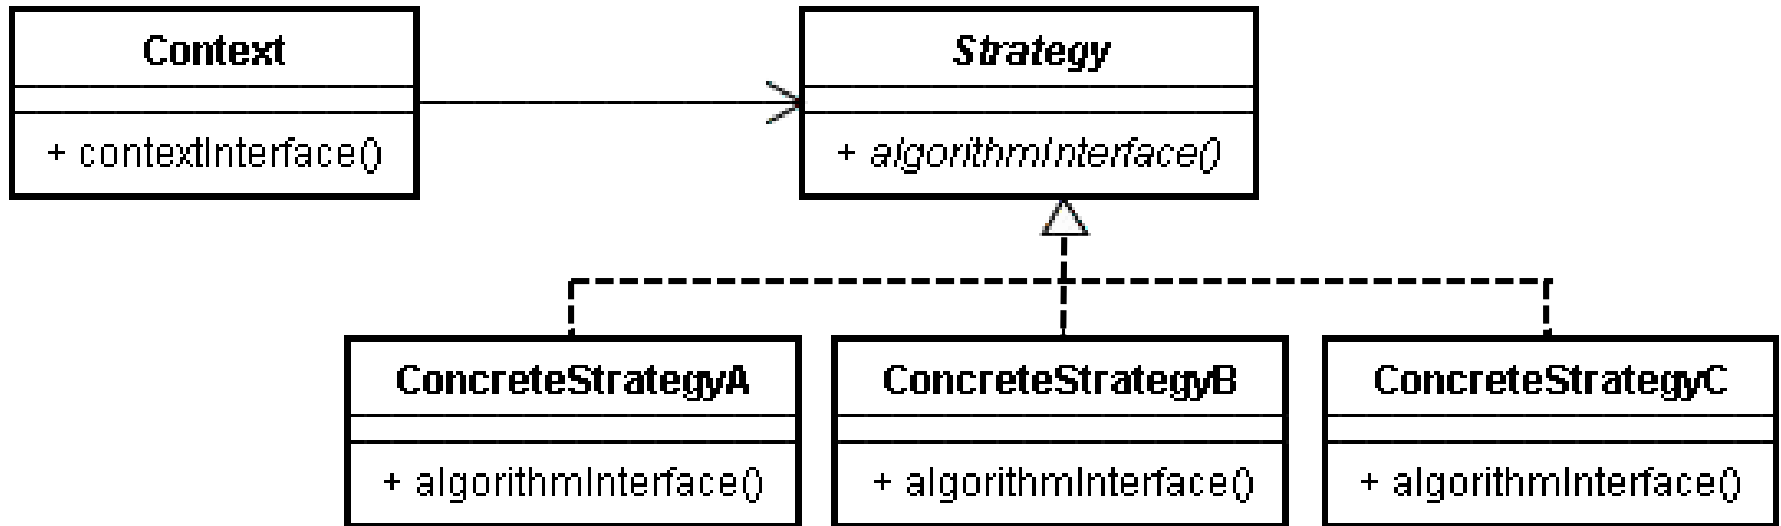 Context
+ contextInterface()
Strategy
+ algorithmInterface()
ConcreteStrategyA
+ algorithmInterface()
ConcreteStrategyB
+ algorithmInterface()
ConcreteStrategyC
+ algorithmInterface()